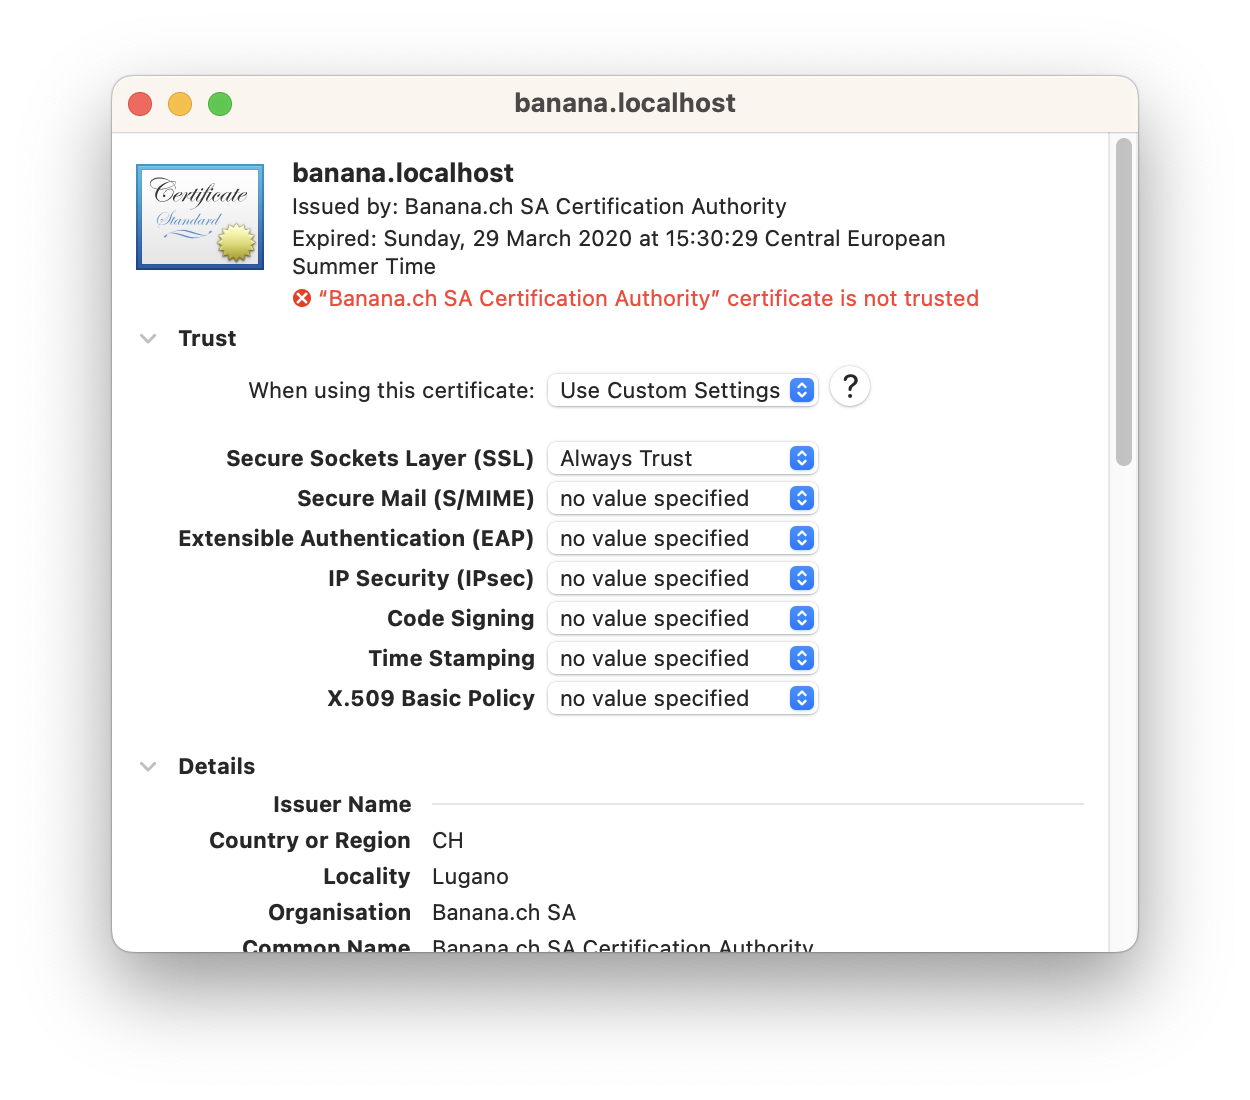 banana.localhost
Certificate
Standard
banana.localhost
Issued by: Banana.ch SA Certification Authority
Expired: Sunday, 29 March 2020 at 15:30:29 Central European
Summer Time
“Banana.ch SA Certification Authority” certificate is not trusted
Trust
When using this certificate: Use Custom Settings ?
Secure Sockets Layer (SSL) Always Trust
Secure Mail (S/MIME) no value specified
Extensible Authentication (EAP) no value specified
IP Security (IPsec) no value specified
Code Signing no value specified
Time Stamping no value specified
X.509 Basic Policy no value specified
Details
Issuer Name
Country or Region CH
Locality Lugano
Organisation Banana.ch SA
Common Name Banana.ch SA Certification Authority